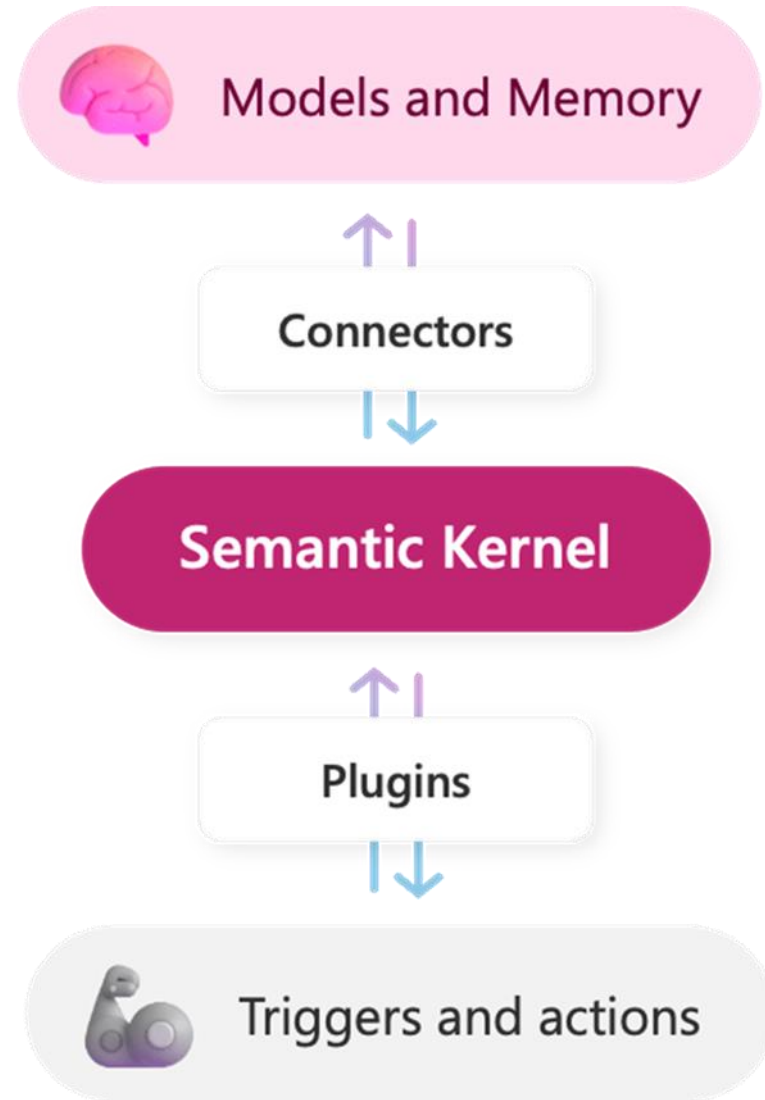 Models and Memory
Connectors
Semantic Kernel
Plugins
Triggers and actions